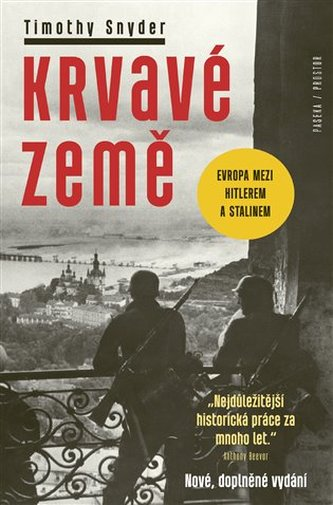 Timothy Snyder
KRVAVÉ
ZEMĚ
PASEKA / PROSTOR
EVROPA MEZI
HITLEREM
A STALINEM
„Nejdůležitější
historická práce za
mnoho let.“
Anthony Beevor
Nové, doplněné vydání